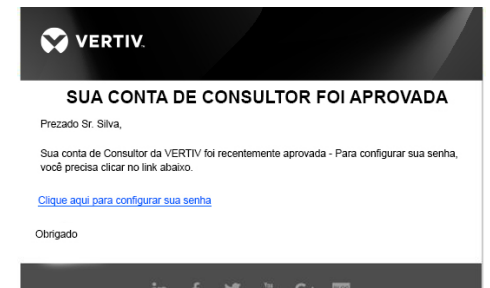 VERTIV.
SUA CONTA DE CONSULTOR FOI APROVADA
Prezado Sr. Silva,
Sua conta de Consultor da VERTIV foi recentemente aprovada - Para configurar sua senha,
você precisa clicar no link abaixo.
Clique aqui para configurar sua senha
Obrigado